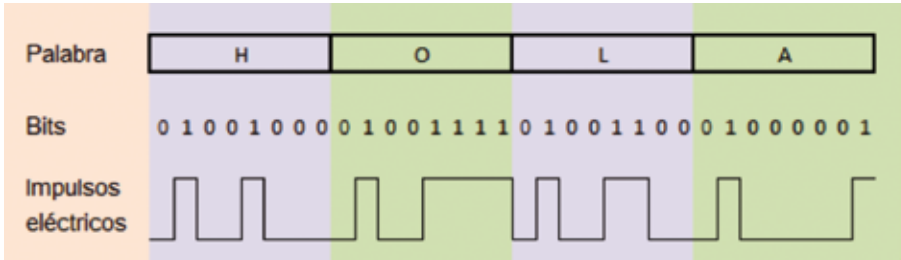 Palabra H O L A
Bits 0 1 0 0 1 0 0 0 0 1 0 0 1 1 1 1 0 1 0 0 1 1 0 0 0 1 0 0 0 0 0 1
Impulsos
eléctricos